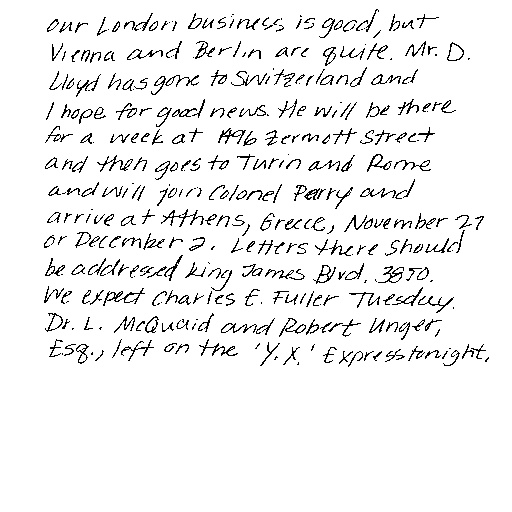 our London business is good, but
Vienna and Berlin are quite. Mr. D.
Lloyd has gone to Switzerland and
I hope for good news. He will be there
for a week at 1496 Zermott Street
and then goes to Turin and Rome
and will join Colonel Perry and
arrive at Athens, Greece, November 27
or December 2. Letters there should
be addressed King James Blvd. 3850.
We expect Charles E. Fuller Tuesday.
Dr. L. McQuaid and Robert Unger,
Esq., left on the 'Y.X.' Express tonight.